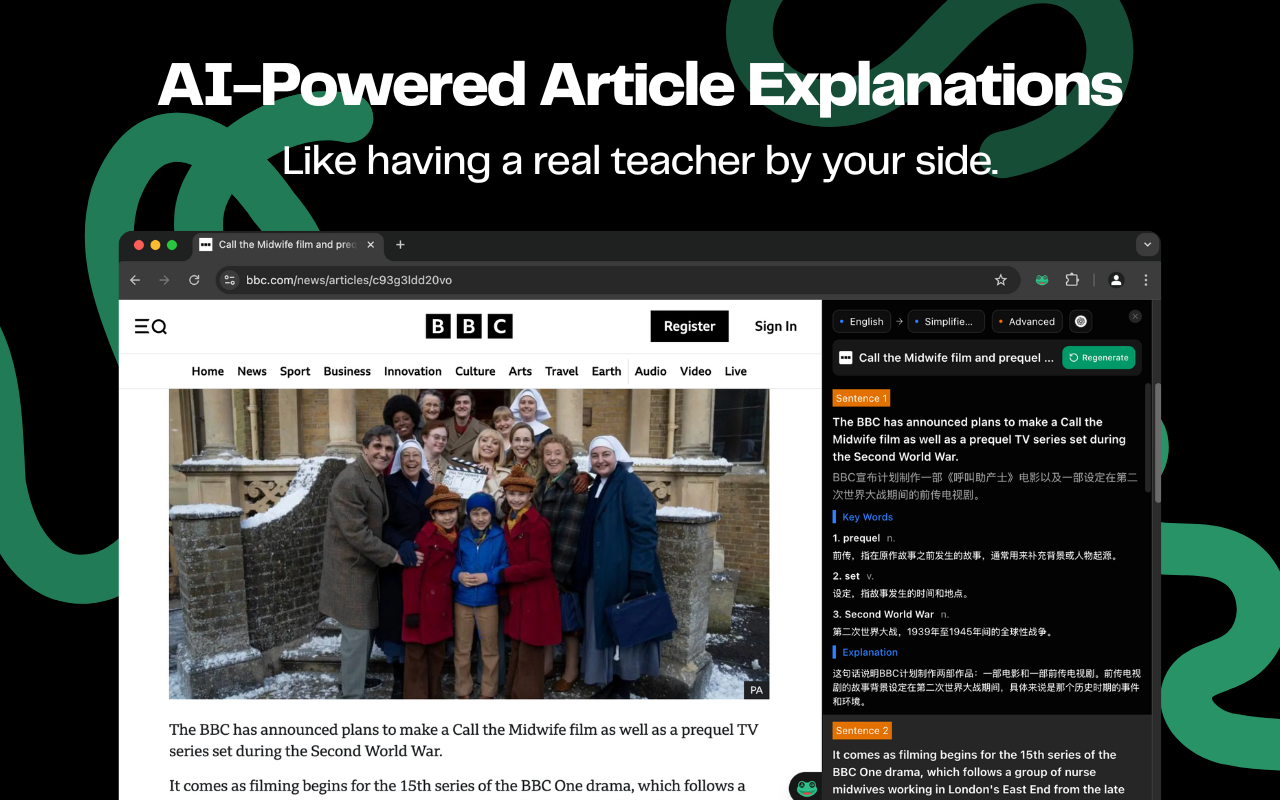 AI-Powered Article Explanations
Like having a real teacher by your side.
Call the Midwife film and preq
bbc.com/news/articles/c93g3ldd20vo
BBC
Register
Sign In
Home News Sport Business Innovation Culture Arts Travel Earth Audio Video Live
PA
The BBC has announced plans to make a Call the Midwife film as well as a prequel TV
series set during the Second World War.
It comes as filming begins for the 15th series of the BBC One drama, which follows a
English → Simplifie... Advanced
Call the Midwife film and prequel ...
Regenerate
Sentence 1
The BBC has announced plans to make a Call the
Midwife film as well as a prequel TV series set during
the Second World War.
BBC宣布计划制作一部《呼叫助产士》电影以及一部设定在第二
次世界大战期间的前传电视剧。
Key Words
1. prequel n.
前传，指在原作故事之前发生的故事，通常用来补充背景或人物起源。
2. set v.
设定，指故事发生的时间和地点。
3. Second World War n.
第二次世界大战，1939年至1945年间的全球性战争。
Explanation
这句话说明BBC计划制作两部作品：一部电影和一部前传电视剧。前传电视
剧的故事背景设定在第二次世界大战期间，具体来说是那个历史时期的事件
和环境。
Sentence 2
It comes as filming begins for the 15th series of the
BBC One drama, which follows a group of nurse
midwives working in London's East End from the late